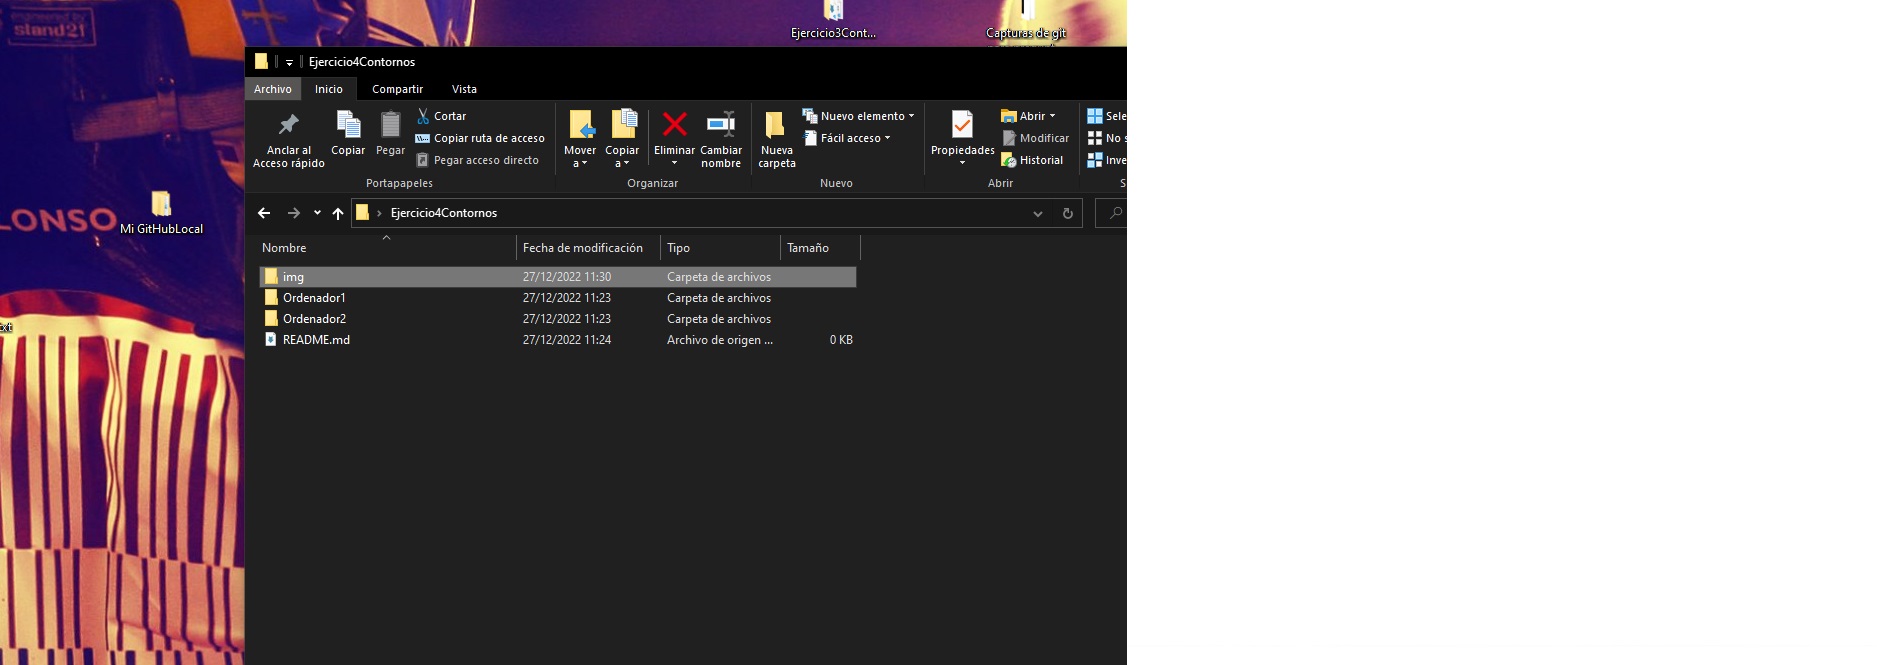 engineered by
stand21
Ejercicio3Cont...
Capturas de git
LONSO
Mi GitHubLocal
txt
Ejercicio4Contornos
Archivo Inicio Compartir Vista
Anclar al
Acceso rápido
Copiar
Pegar
Cortar
Copiar ruta de acceso
Pegar acceso directo
Portapapeles
Mover
a
Copiar
a
Eliminar
Cambiar
nombre
Organizar
Nueva
carpeta
Nuevo elemento
Fácil acceso
Nuevo
Propiedades
Abrir
Modificar
Historial
Abrir
Sele
No s
Inve
S
Ejercicio4Contornos
Nombre Fecha de modificación Tipo Tamaño
img 27/12/2022 11:30 Carpeta de archivos
Ordenador1 27/12/2022 11:23 Carpeta de archivos
Ordenador2 27/12/2022 11:23 Carpeta de archivos
README.md 27/12/2022 11:24 Archivo de origen ... 0 KB